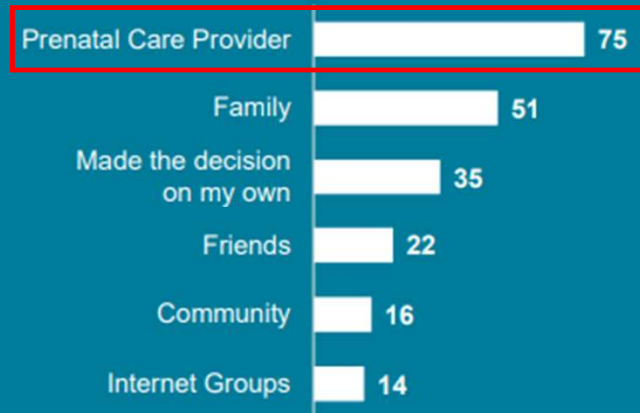 Prenatal Care Provider 75
Family 51
Made the decision
on my own 35
Friends 22
Community 16
Internet Groups 14